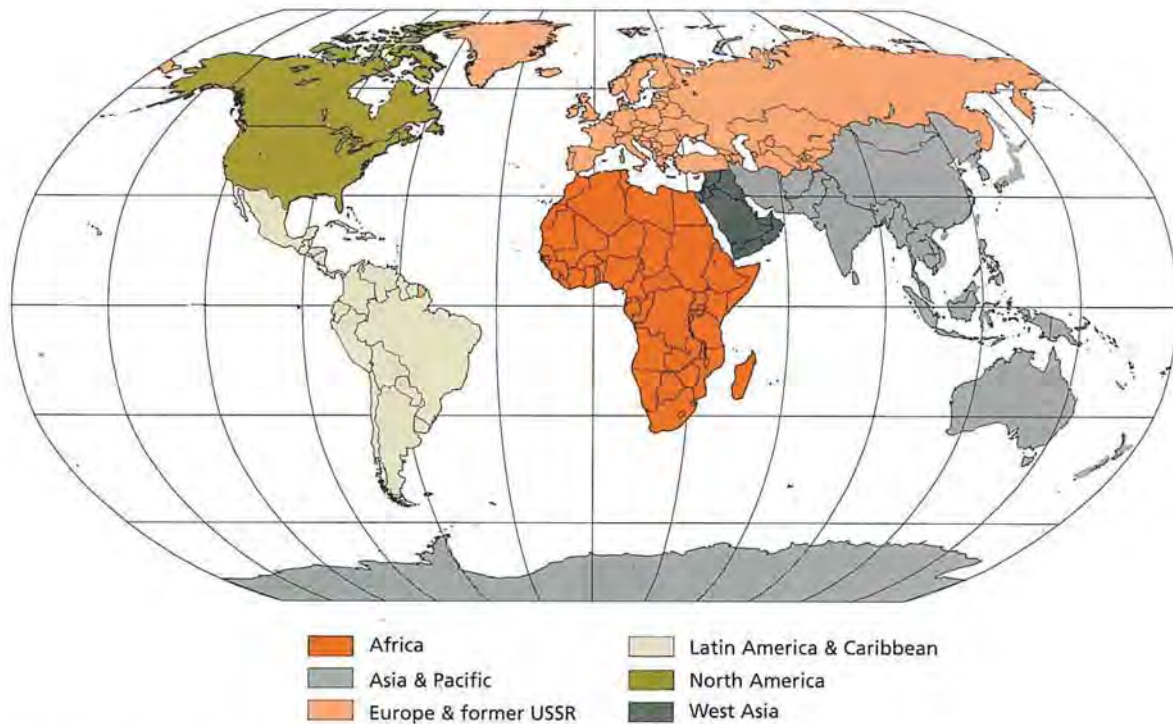 Africa
Asia & Pacific
Europe & former USSR
Latin America & Caribbean
North America
West Asia